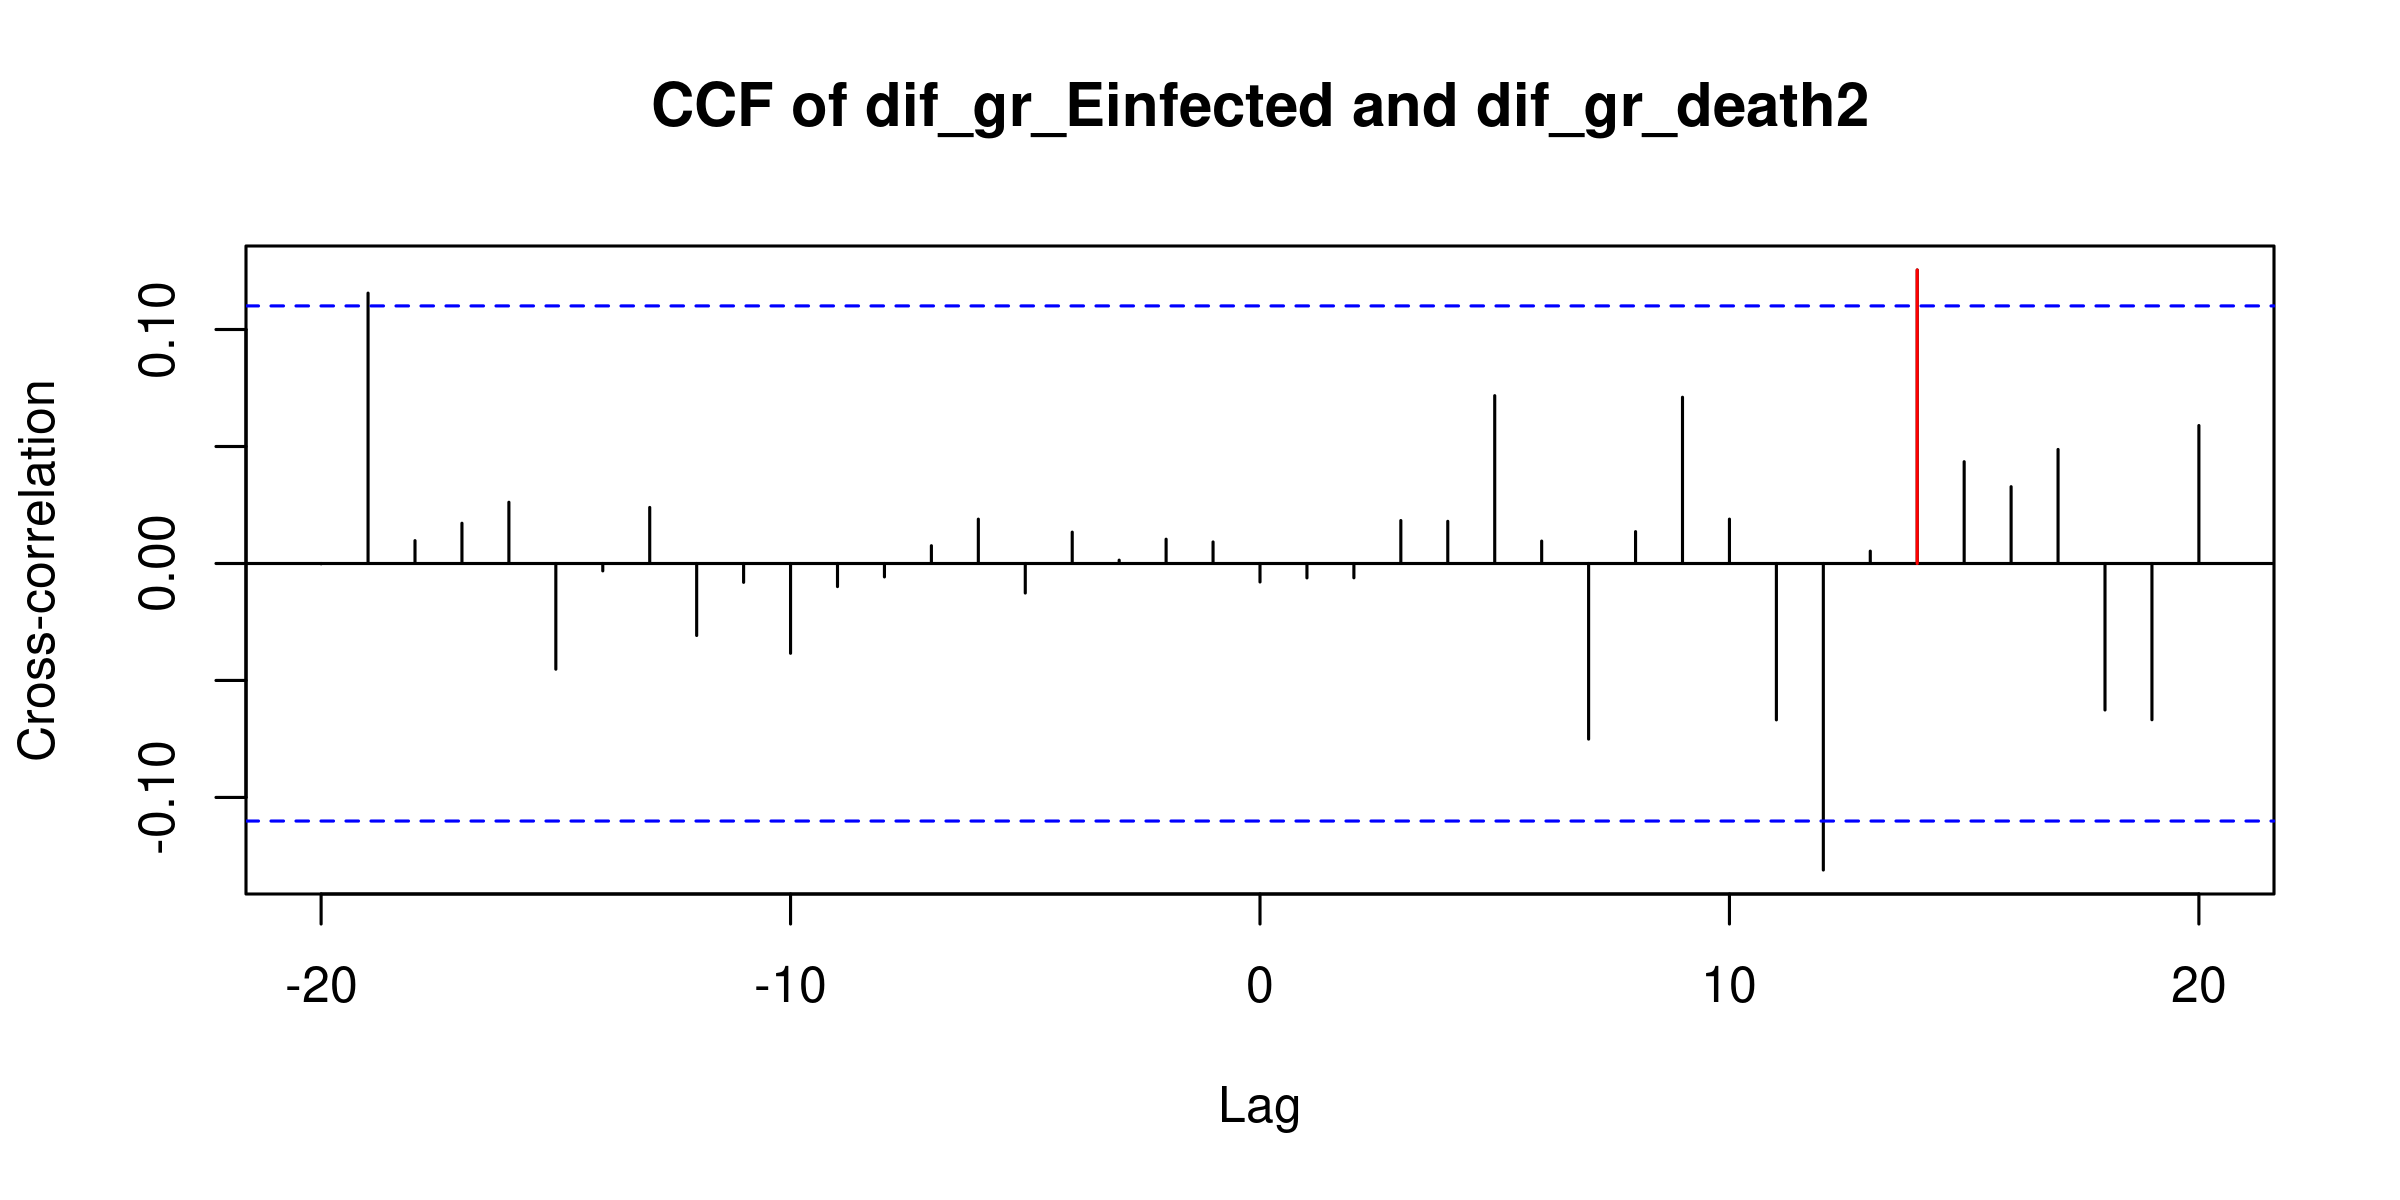 CCF of dif_gr_Einfected and dif_gr_death2
Cross-correlation
0.10
0.00
-0.10
-20 -10 0 10 20
Lag